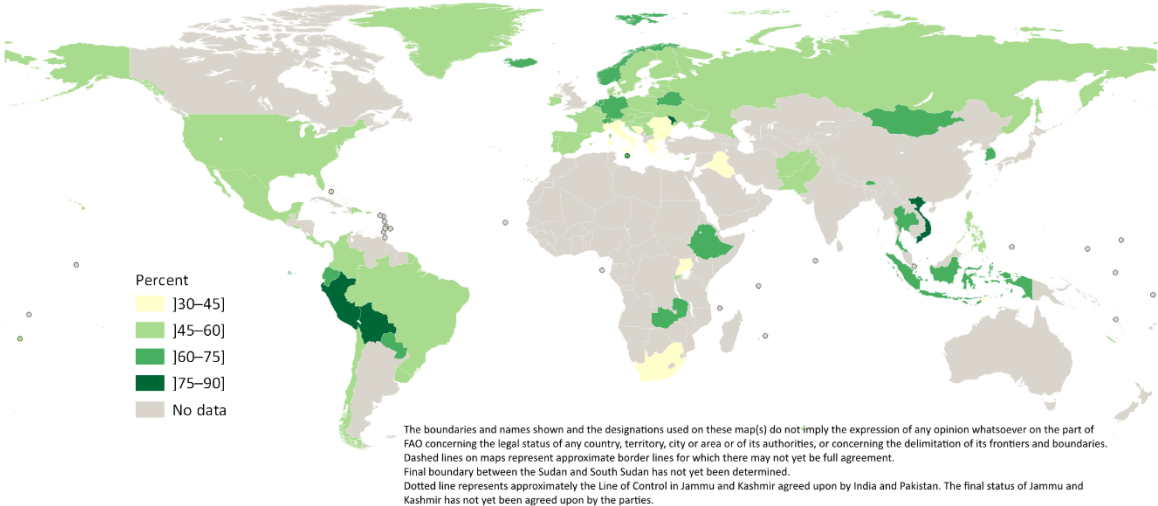 Percent
]30–45]
]45–60]
]60–75]
]75–90]
No data
The boundaries and names shown and the designations used on these map(s) do not imply the expression of any opinion whatsoever on the part of
FAO concerning the legal status of any country, territory, city or area or of its authorities, or concerning the delimitation of its frontiers and boundaries.
Dashed lines on maps represent approximate border lines for which there may not yet be full agreement.
Final boundary between the Sudan and South Sudan has not yet been determined.
Dotted line represents approximately the Line of Control in Jammu and Kashmir agreed upon by India and Pakistan. The final status of Jammu and
Kashmir has not yet been agreed upon by the parties.